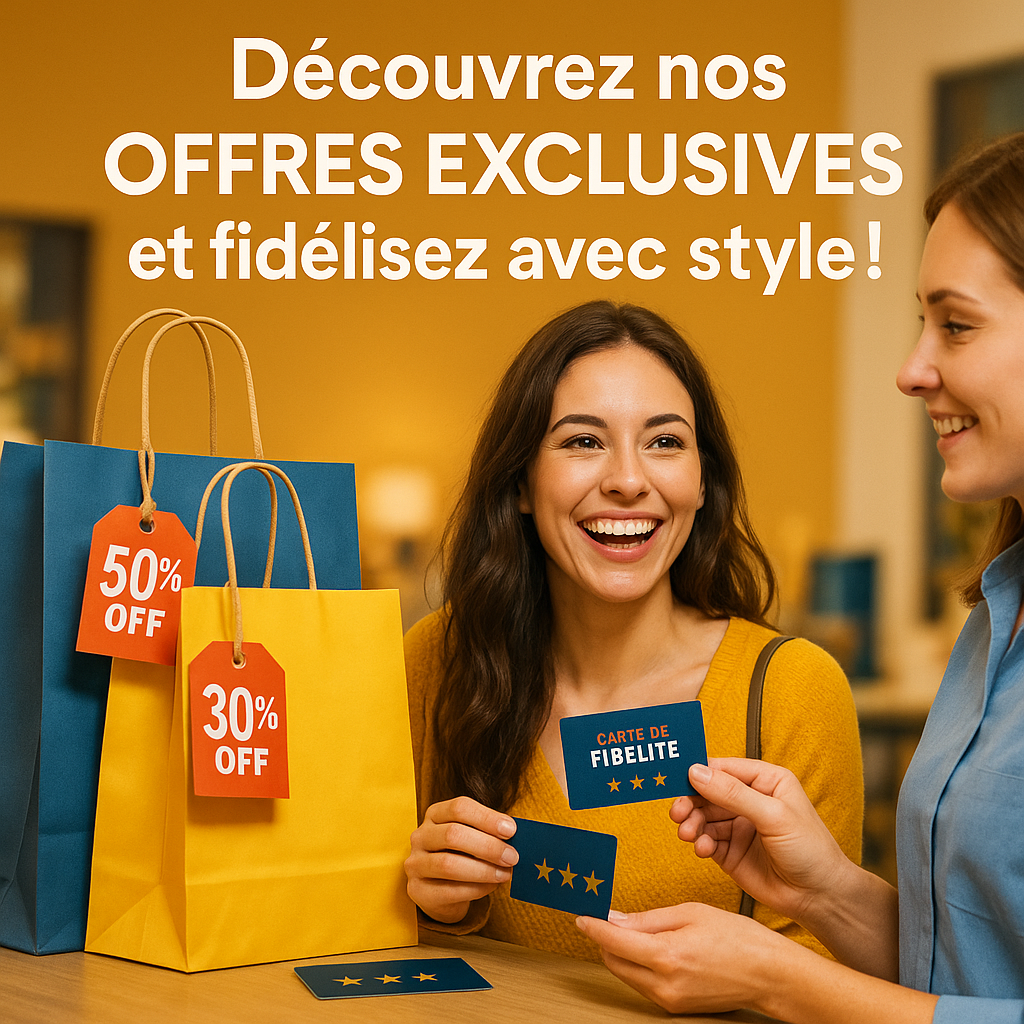 Découvrez nos
OFFRES EXCLUSIVES
et fidélisez avec style !
50%
OFF
30%
OFF
CARTE DE
FIBELITE